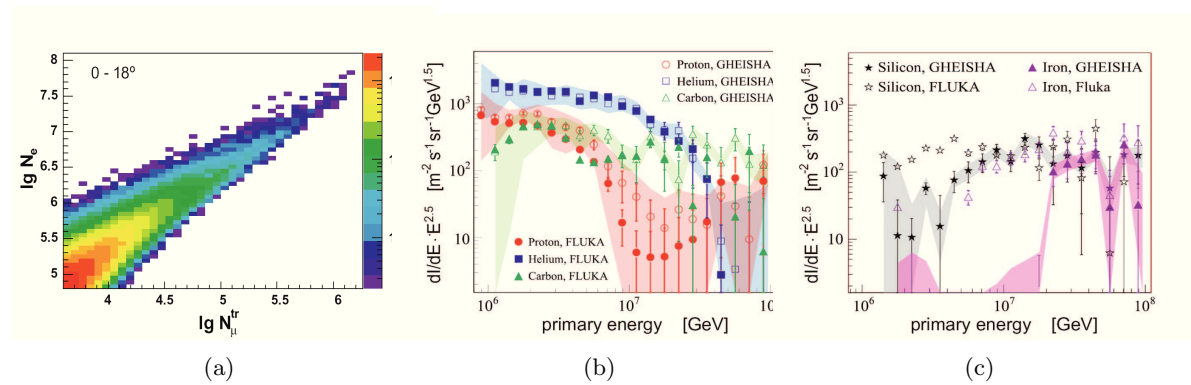 0 - 18º
8
7.5
7
6.5
6
5.5
5
lg N_e
4
4.5
5
5.5
6
lg N_μ^tr
(a)
Proton, GHEISHA
Helium, GHEISHA
Carbon, GHEISHA
10^3
10^2
10
dI/dE ·E^2.5 [m^-2 s^-1 sr^-1 GeV^1.5]
Proton, FLUKA
Helium, FLUKA
Carbon, FLUKA
10^6
10^7
primary energy [GeV]
(b)
Silicon, GHEISHA
Iron, GHEISHA
Silicon, FLUKA
Iron, Fluka
10^3
10^2
10
dI/dE ·E^2.5 [m^-2 s^-1 sr^-1 GeV^1.5]
10^6
10^7
10^8
primary energy [GeV]
(c)